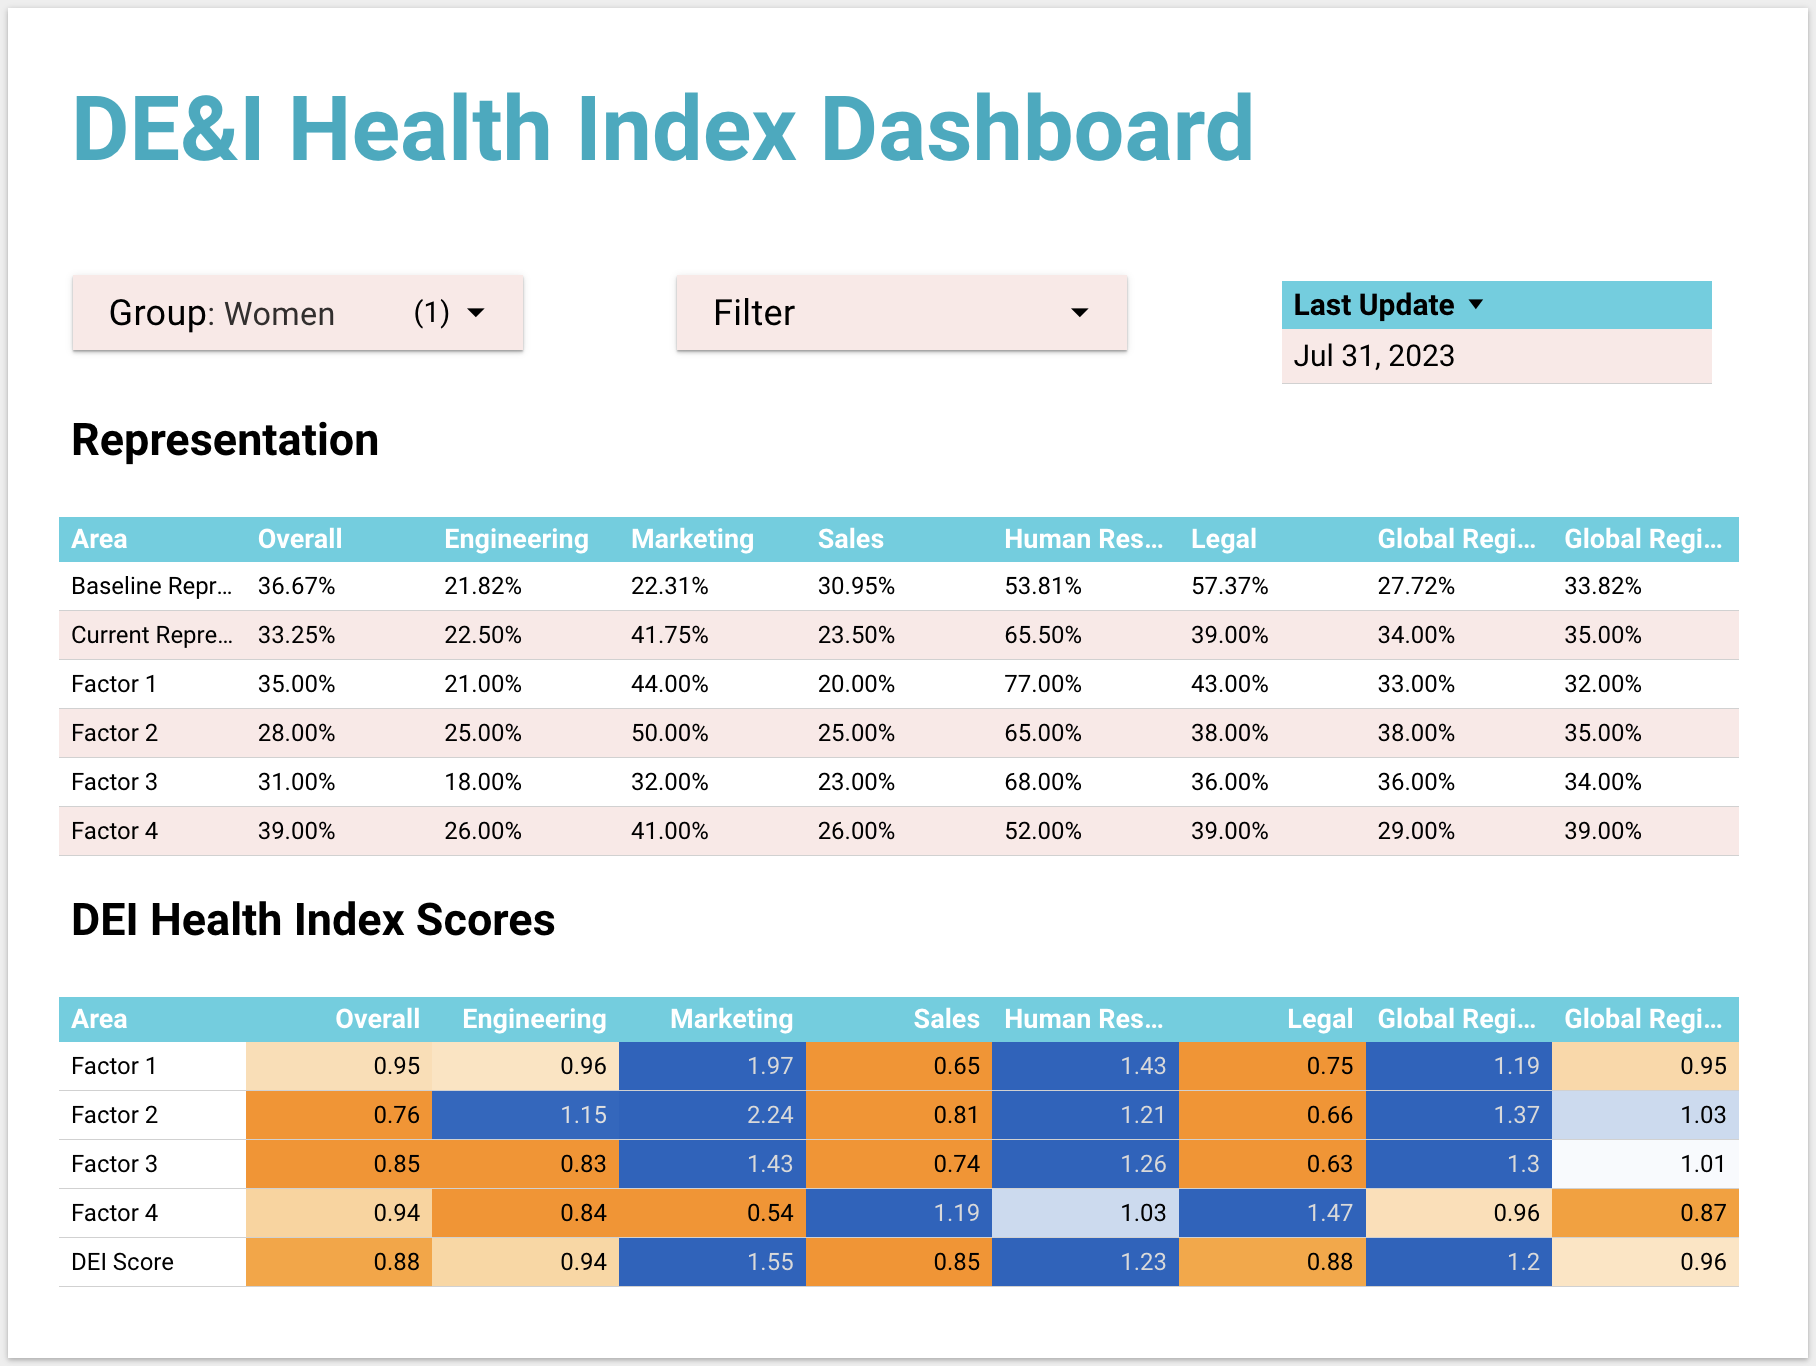 DE&I Health Index Dashboard
Group: Women (1)
Filter
Last Update
Jul 31, 2023
Representation
Area Overall Engineering Marketing Sales Human Res... Legal Global Regi... Global Regi...
Baseline Repr... 36.67% 21.82% 22.31% 30.95% 53.81% 57.37% 27.72% 33.82%
Current Repre... 33.25% 22.50% 41.75% 23.50% 65.50% 39.00% 34.00% 35.00%
Factor 1 35.00% 21.00% 44.00% 20.00% 77.00% 43.00% 33.00% 32.00%
Factor 2 28.00% 25.00% 50.00% 25.00% 65.00% 38.00% 38.00% 35.00%
Factor 3 31.00% 18.00% 32.00% 23.00% 68.00% 36.00% 36.00% 34.00%
Factor 4 39.00% 26.00% 41.00% 26.00% 52.00% 39.00% 29.00% 39.00%
DEI Health Index Scores
Area Overall Engineering Marketing Sales Human Res... Legal Global Regi... Global Regi...
Factor 1 0.95 0.96 1.97 0.65 1.43 0.75 1.19 0.95
Factor 2 0.76 1.15 2.24 0.81 1.21 0.66 1.37 1.03
Factor 3 0.85 0.83 1.43 0.74 1.26 0.63 1.3 1.01
Factor 4 0.94 0.84 0.54 1.19 1.03 1.47 0.96 0.87
DEI Score 0.88 0.94 1.55 0.85 1.23 0.88 1.2 0.96